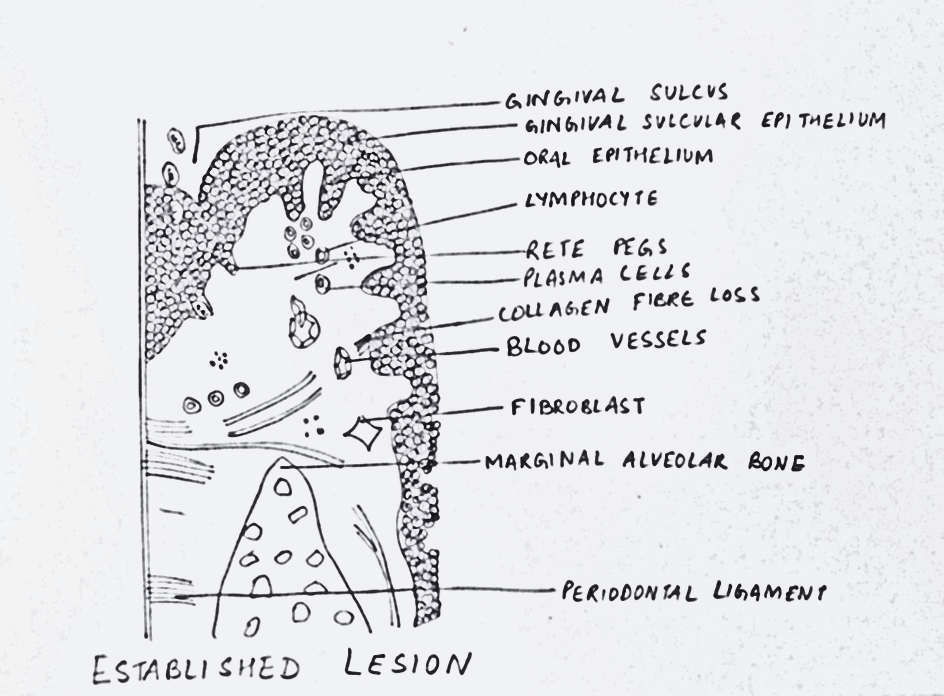 GINGIVAL SULCUS
GINGIVAL SULCULAR EPITHELIUM
ORAL EPITHELIUM
LYMPHOCYTE
RETE PEGS
PLASMA CELLS
COLLAGEN FIBRE LOSS
BLOOD VESSELS
FIBROBLAST
MARGINAL ALVEOLAR BONE
PERIODONTAL LIGAMENT
ESTABLISHED LESION